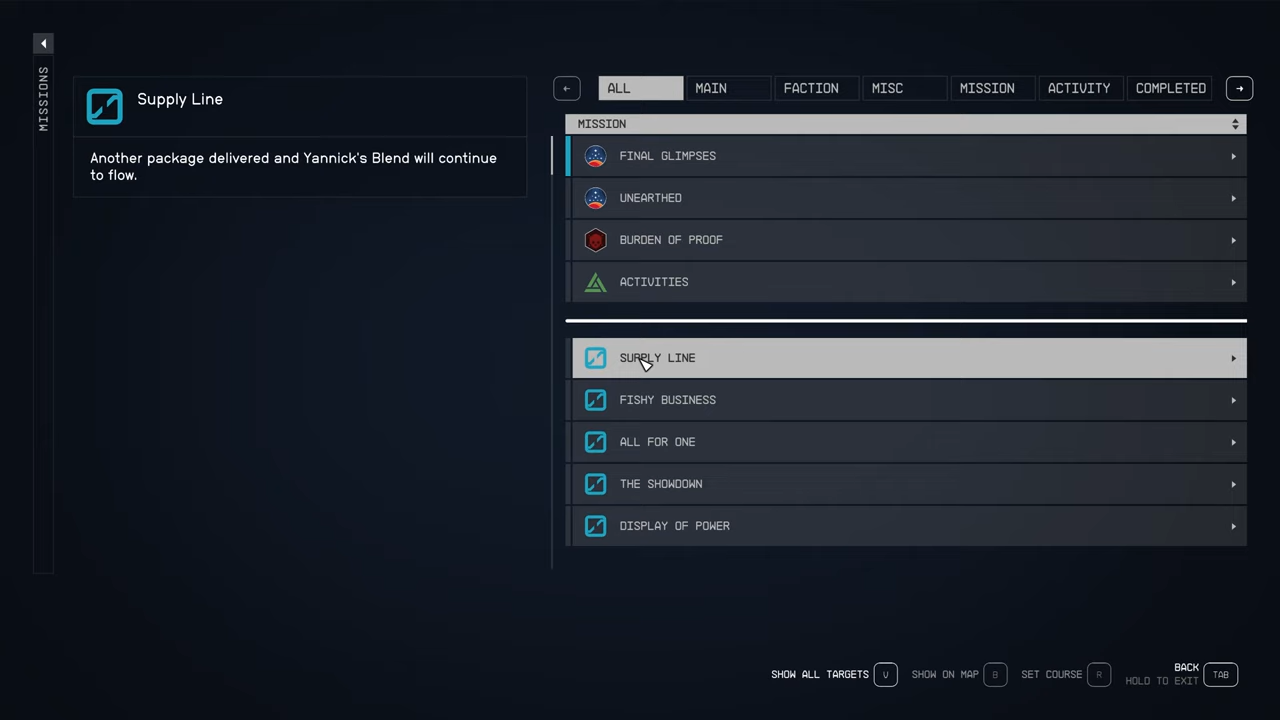 MISSIONS
Supply Line
Another package delivered and Yannick's Blend will continue
to flow.
ALL MAIN FACTION MISC MISSION ACTIVITY COMPLETED
MISSION
FINAL GLIMPSES
UNEARTHED
BURDEN OF PROOF
ACTIVITIES
SUPPLY LINE
FISHY BUSINESS
ALL FOR ONE
THE SHOWDOWN
DISPLAY OF POWER
SHOW ALL TARGETS V SHOW ON MAP B SET COURSE R BACK TAB
HOLD TO EXIT